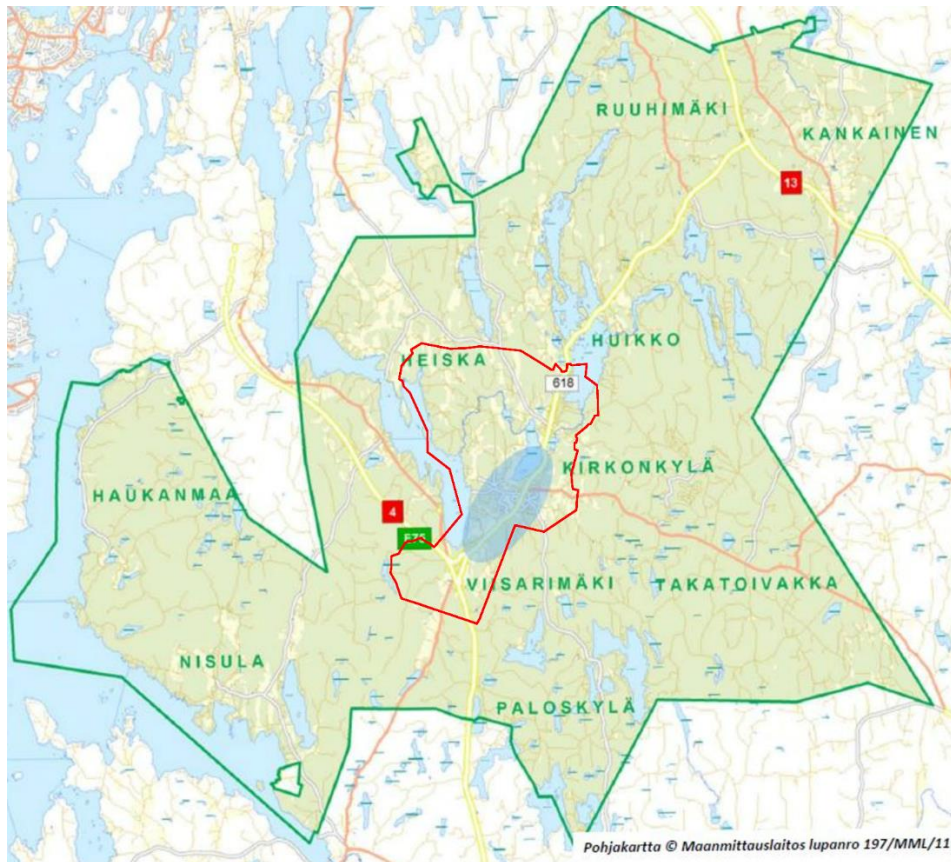 RUUHIMÄKI
KANKAINEN
13
HUIKKO
HEISKA
618
KIRKONKYLÄ
HAUKANMAA
4
VIISARIMÄKI
TAKATOIVAKKA
NISULA
PALOSKYLÄ
Pohjakartta © Maanmittauslaitos lupanro 197/MML/11